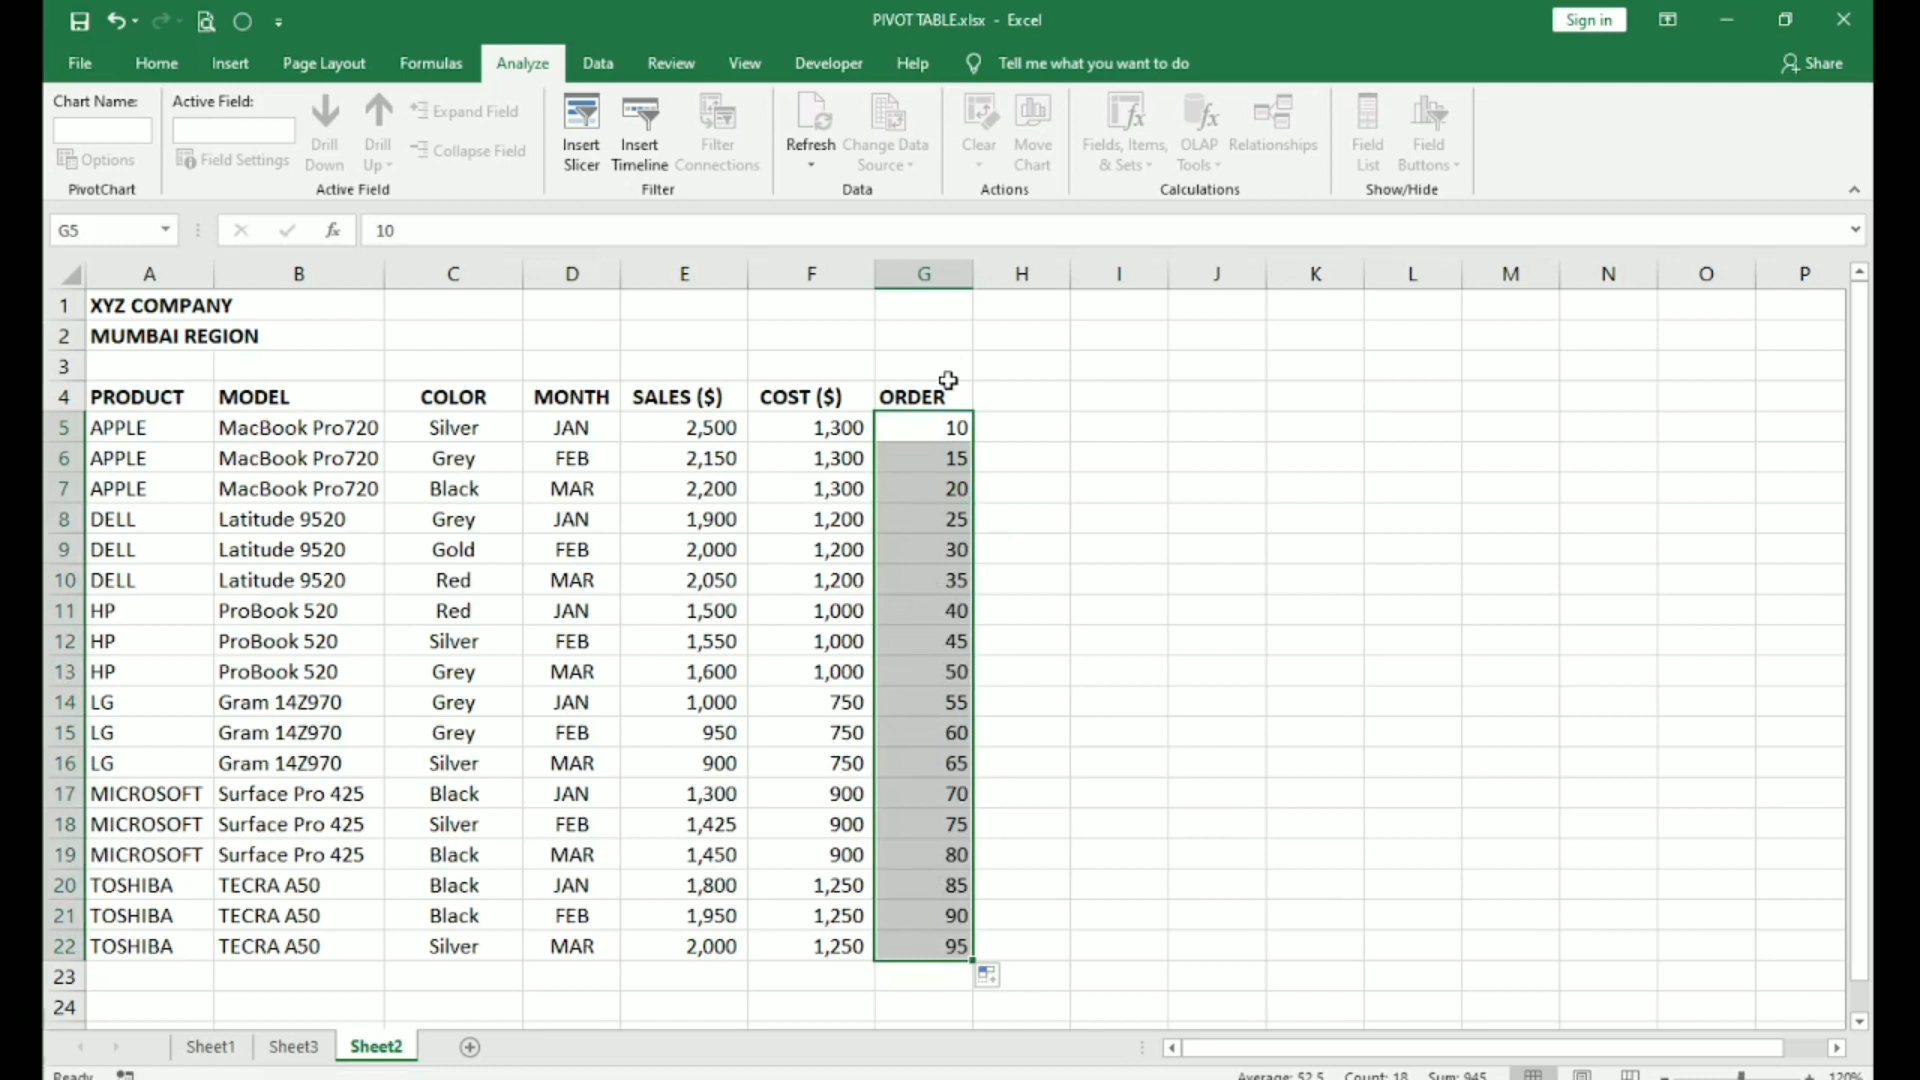 PIVOT TABLE.xlsx - Excel
Sign in
File Home Insert Page Layout Formulas Analyze Data Review View Developer Help Tell me what you want to do Share
Chart Name: Active Field:
Expand Field
Collapse Field
Options Field Settings
Drill Down Drill Up
Insert Slicer Insert Timeline Filter Connections
Refresh Change Data Source
Clear Move Chart
Fields, Items, & Sets OLAP Tools Relationships
Field List Field Buttons
PivotChart Active Field Filter Data Actions Calculations Show/Hide
G5 fx 10
A B C D E F G H I J K L M N O P
1 XYZ COMPANY
2 MUMBAI REGION
3
4 PRODUCT MODEL COLOR MONTH SALES ($) COST ($) ORDER
5 APPLE MacBook Pro720 Silver JAN 2,500 1,300 10
6 APPLE MacBook Pro720 Grey FEB 2,150 1,300 15
7 APPLE MacBook Pro720 Black MAR 2,200 1,300 20
8 DELL Latitude 9520 Grey JAN 1,900 1,200 25
9 DELL Latitude 9520 Gold FEB 2,000 1,200 30
10 DELL Latitude 9520 Red MAR 2,050 1,200 35
11 HP ProBook 520 Red JAN 1,500 1,000 40
12 HP ProBook 520 Silver FEB 1,550 1,000 45
13 HP ProBook 520 Grey MAR 1,600 1,000 50
14 LG Gram 14Z970 Grey JAN 1,000 750 55
15 LG Gram 14Z970 Grey FEB 950 750 60
16 LG Gram 14Z970 Silver MAR 900 750 65
17 MICROSOFT Surface Pro 425 Black JAN 1,300 900 70
18 MICROSOFT Surface Pro 425 Silver FEB 1,425 900 75
19 MICROSOFT Surface Pro 425 Black MAR 1,450 900 80
20 TOSHIBA TECRA A50 Black JAN 1,800 1,250 85
21 TOSHIBA TECRA A50 Black FEB 1,950 1,250 90
22 TOSHIBA TECRA A50 Silver MAR 2,000 1,250 95
23
24
Sheet1 Sheet3 Sheet2
Ready Average: 52.5 Count: 18 Sum: 945 120%